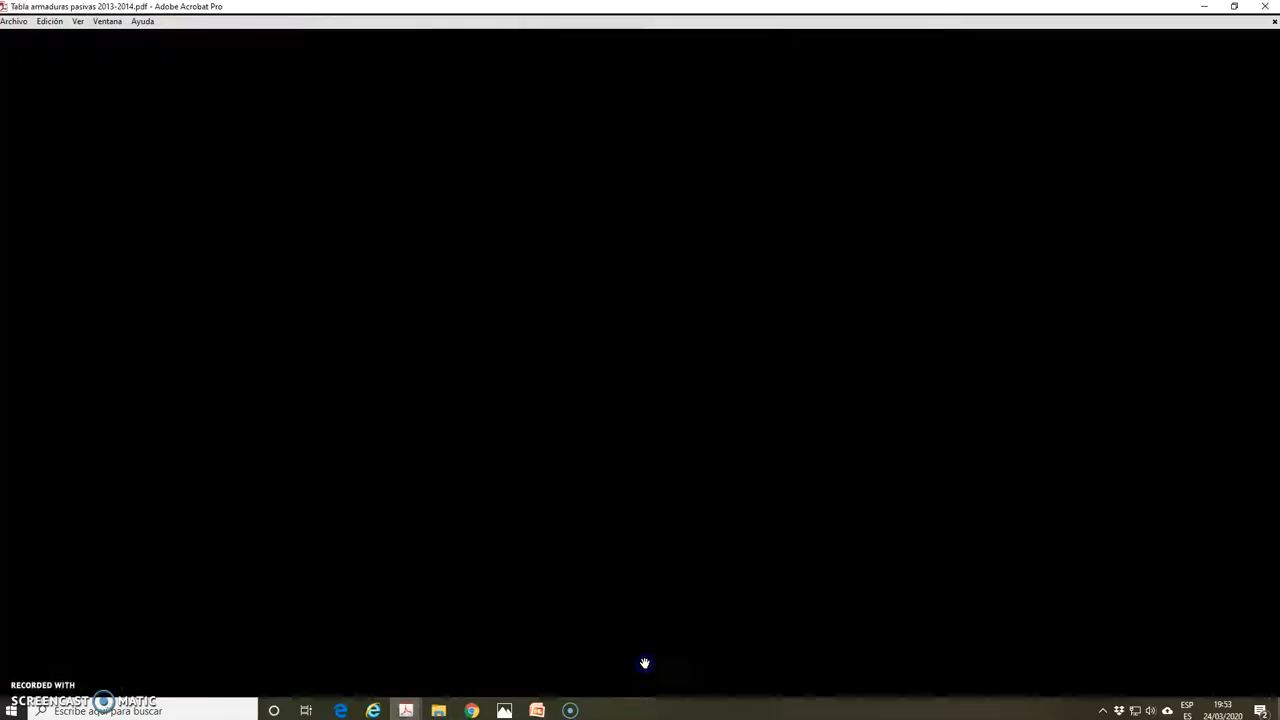 Tabla armaduras pasivas 2013-2014.pdf - Adobe Acrobat Pro
Archivo Edición Ver Ventana Ayuda
RECORDED WITH
SCREENCAST MATIC
Escribe aquí para buscar
ESP
ES
19:53
24/03/2020